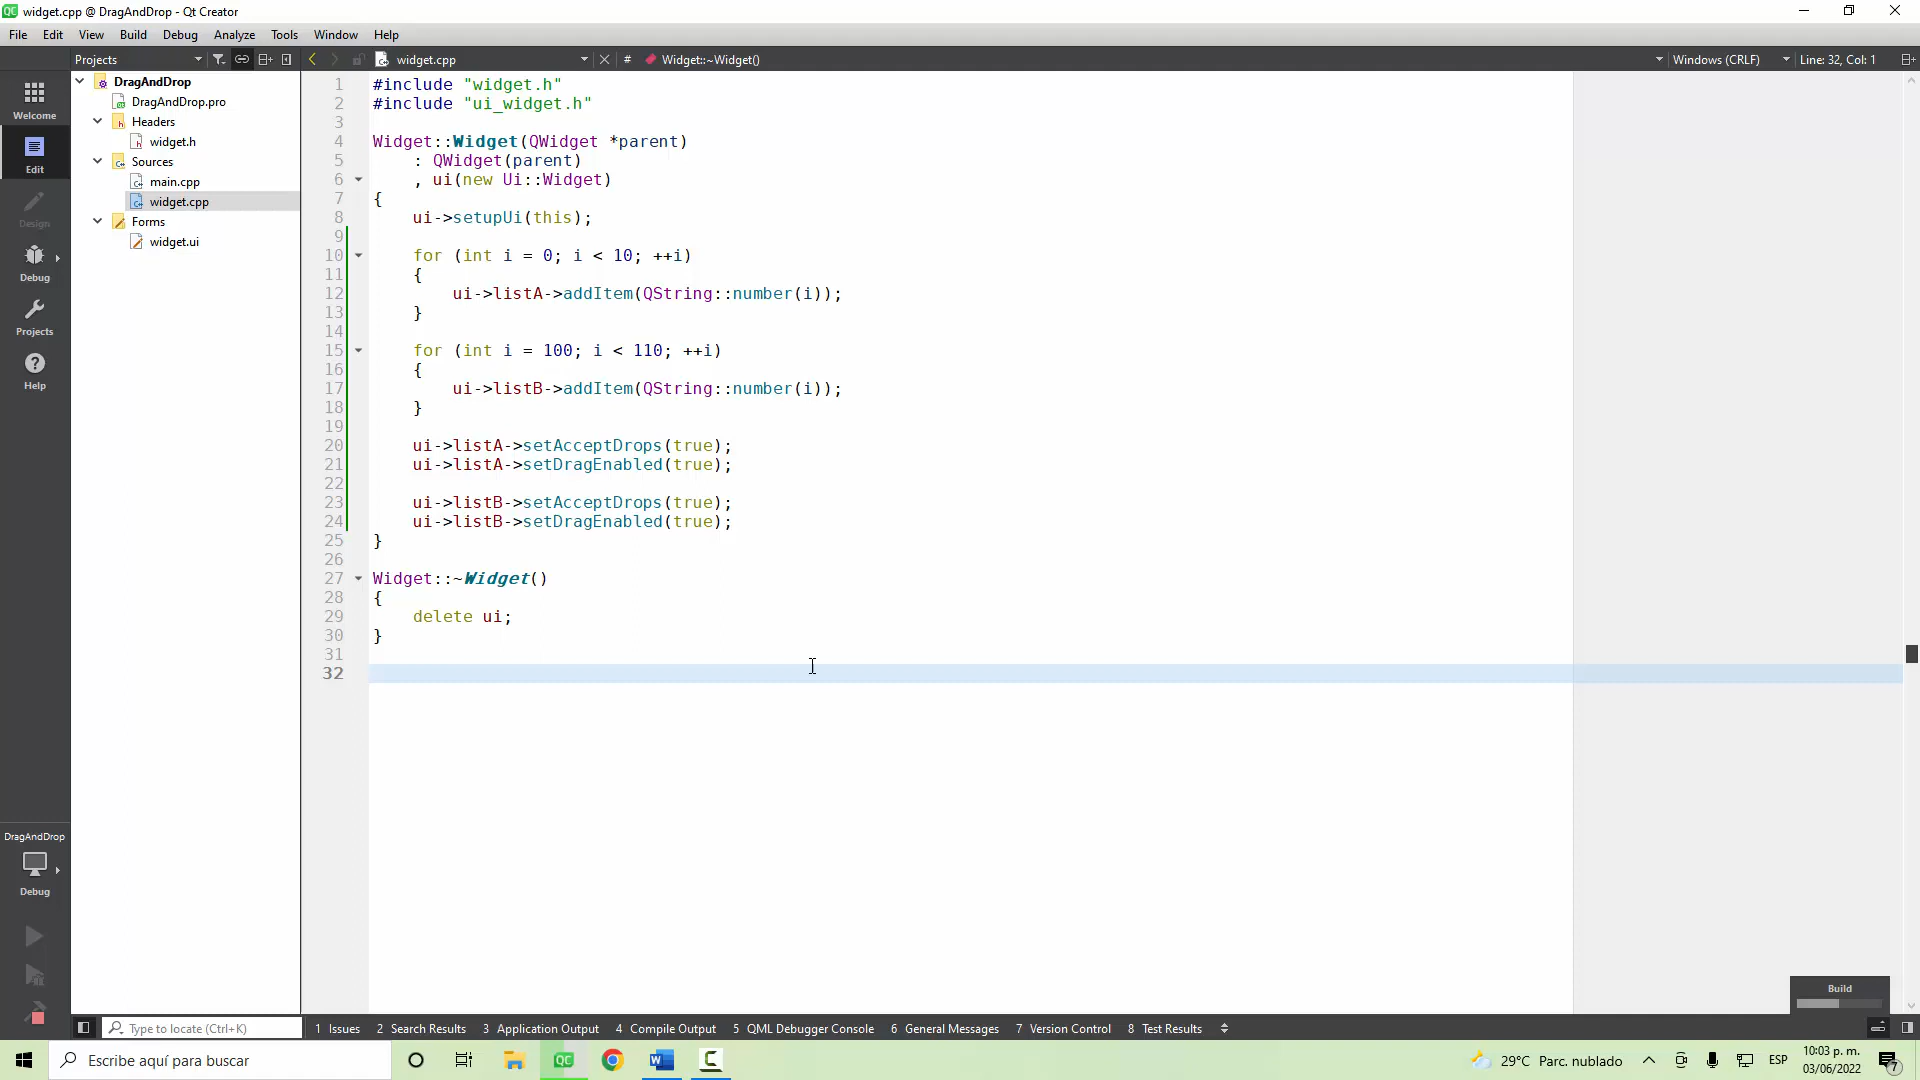 widget.cpp @ DragAndDrop - Qt Creator
File Edit View Build Debug Analyze Tools Window Help
Projects
widget.cpp
#
Widget::~Widget()
Windows (CRLF)
Line: 32, Col: 1
Welcome
Edit
Design
Debug
Projects
Help
DragAndDrop
Debug
DragAndDrop
DragAndDrop.pro
Headers
widget.h
Sources
main.cpp
widget.cpp
Forms
widget.ui
1 #include "widget.h"
2 #include "ui_widget.h"
3
4 Widget::Widget(QWidget *parent)
5 : QWidget(parent)
6 , ui(new Ui::Widget)
7 {
8 ui->setupUi(this);
9
10 for (int i = 0; i < 10; ++i)
11 {
12 ui->listA->addItem(QString::number(i));
13 }
14
15 for (int i = 100; i < 110; ++i)
16 {
17 ui->listB->addItem(QString::number(i));
18 }
19
20 ui->listA->setAcceptDrops(true);
21 ui->listA->setDragEnabled(true);
22
23 ui->listB->setAcceptDrops(true);
24 ui->listB->setDragEnabled(true);
25 }
26
27 Widget::~Widget()
28 {
29 delete ui;
30 }
31
32
Build
Type to locate (Ctrl+K)
1 Issues 2 Search Results 3 Application Output 4 Compile Output 5 QML Debugger Console 6 General Messages 7 Version Control 8 Test Results
Escribe aquí para buscar
29°C Parc. nublado
ESP
10:03 p. m.
03/06/2022
7